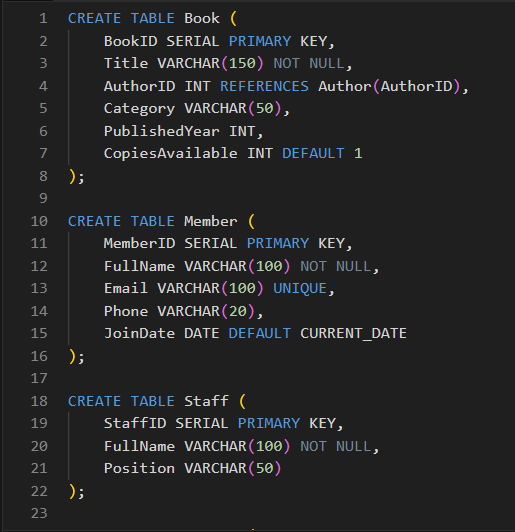 1 CREATE TABLE Book (
2     BookID SERIAL PRIMARY KEY,
3     Title VARCHAR(150) NOT NULL,
4     AuthorID INT REFERENCES Author(AuthorID),
5     Category VARCHAR(50),
6     PublishedYear INT,
7     CopiesAvailable INT DEFAULT 1
8 );
9
10 CREATE TABLE Member (
11     MemberID SERIAL PRIMARY KEY,
12     FullName VARCHAR(100) NOT NULL,
13     Email VARCHAR(100) UNIQUE,
14     Phone VARCHAR(20),
15     JoinDate DATE DEFAULT CURRENT_DATE
16 );
17
18 CREATE TABLE Staff (
19     StaffID SERIAL PRIMARY KEY,
20     FullName VARCHAR(100) NOT NULL,
21     Position VARCHAR(50)
22 );
23